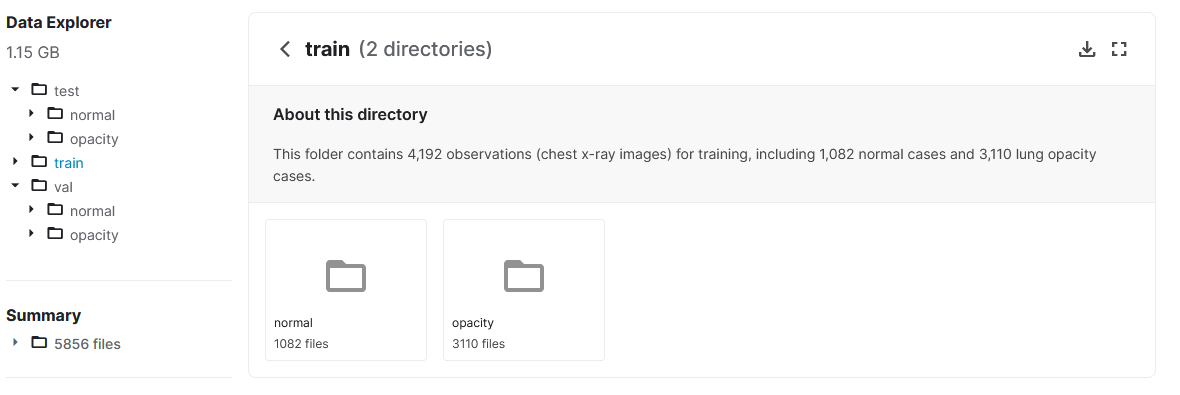 Data Explorer
1.15 GB
test
normal
opacity
train
val
normal
opacity
Summary
5856 files
train (2 directories)
About this directory
This folder contains 4,192 observations (chest x-ray images) for training, including 1,082 normal cases and 3,110 lung opacity
cases.
normal
1082 files
opacity
3110 files